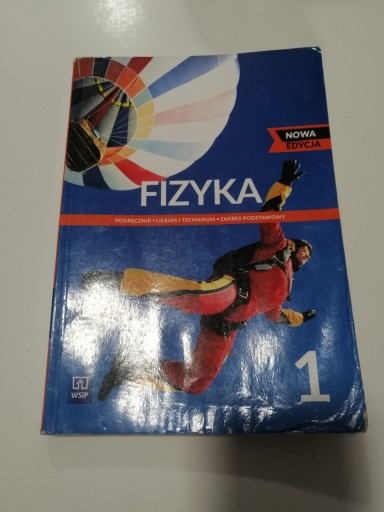 NOWA
EDYCJA
FIZYKA
PODRĘCZNIK • LICEUM I TECHNIKUM • ZAKRES PODSTAWOWY
WSiP
1